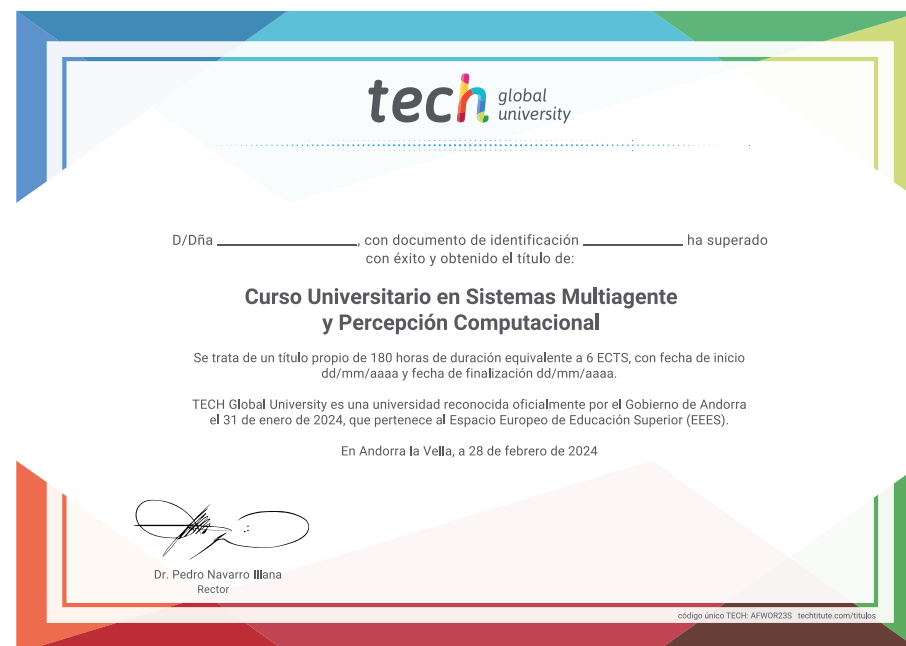 tech global university
D/Dña ____________________, con documento de identificación ______________ ha superado
con éxito y obtenido el título de:
Curso Universitario en Sistemas Multiagente
y Percepción Computacional
Se trata de un título propio de 180 horas de duración equivalente a 6 ECTS, con fecha de inicio
dd/mm/aaaa y fecha de finalización dd/mm/aaaa.
TECH Global University es una universidad reconocida oficialmente por el Gobierno de Andorra
el 31 de enero de 2024, que pertenece al Espacio Europeo de Educación Superior (EEES).
En Andorra la Vella, a 28 de febrero de 2024
Dr. Pedro Navarro Illana
Rector
código único TECH: AFWOR23S techtitute.com/titulos